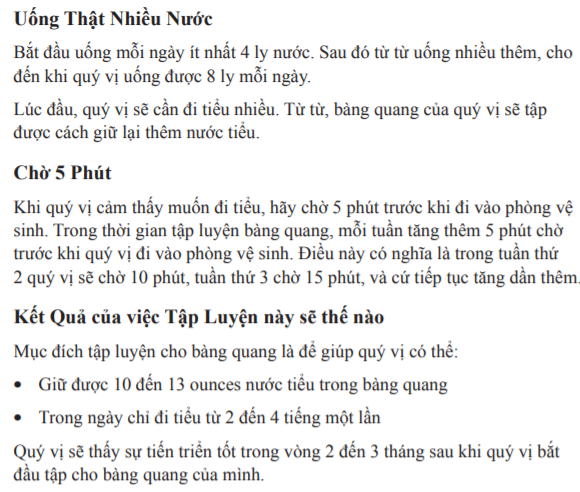 Uống Thật Nhiều Nước
Bắt đầu uống mỗi ngày ít nhất 4 ly nước. Sau đó từ từ uống nhiều thêm, cho
đến khi quý vị uống được 8 ly mỗi ngày.
Lúc đầu, quý vị sẽ cần đi tiểu nhiều. Từ từ, bàng quang của quý vị sẽ tập
được cách giữ lại thêm nước tiểu.
Chờ 5 Phút
Khi quý vị cảm thấy muốn đi tiểu, hãy chờ 5 phút trước khi đi vào phòng vệ
sinh. Trong thời gian tập luyện bàng quang, mỗi tuần tăng thêm 5 phút chờ
trước khi quý vị đi vào phòng vệ sinh. Điều này có nghĩa là trong tuần thứ
2 quý vị sẽ chờ 10 phút, tuần thứ 3 chờ 15 phút, và cứ tiếp tục tăng dần thêm.
Kết Quả của việc Tập Luyện này sẽ thế nào
Mục đích tập luyện cho bàng quang là để giúp quý vị có thể:
• Giữ được 10 đến 13 ounces nước tiểu trong bàng quang
• Trong ngày chỉ đi tiểu từ 2 đến 4 tiếng một lần
Quý vị sẽ thấy sự tiến triển tốt trong vòng 2 đến 3 tháng sau khi quý vị bắt
đầu tập cho bàng quang của mình.